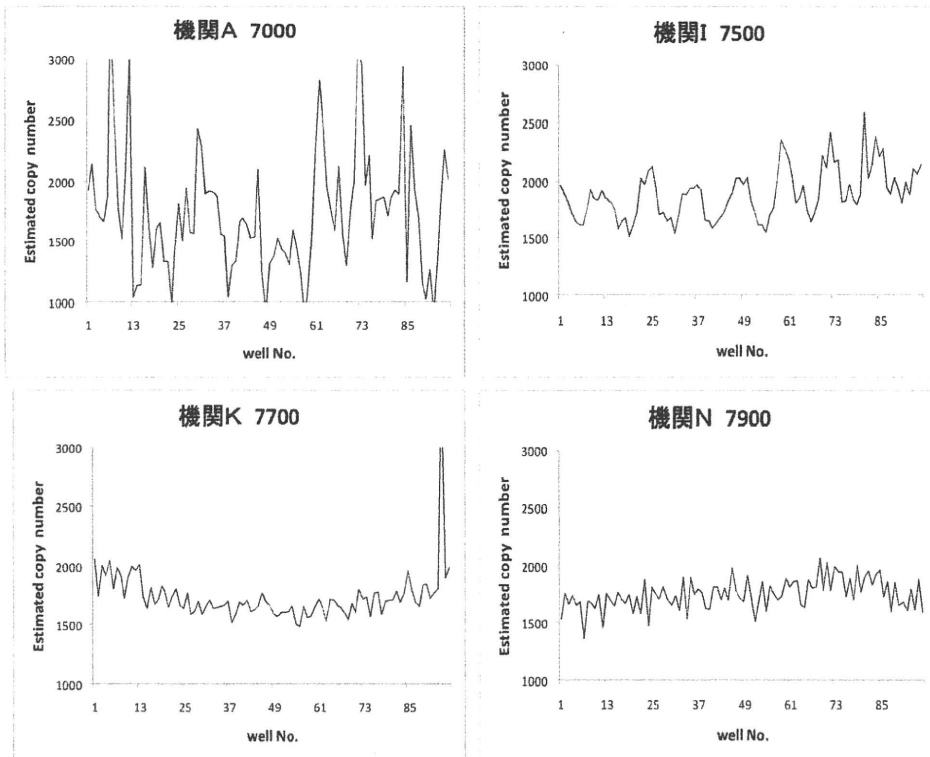 機関A 7000
Estimated copy number
3000
2500
2000
1500
1000
1 13 25 37 49 61 73 85
well No.
機関I 7500
Estimated copy number
3000
2500
2000
1500
1000
1 13 25 37 49 61 73 85
well No.
機関K 7700
Estimated copy number
3000
2500
2000
1500
1000
1 13 25 37 49 61 73 85
well No.
機関N 7900
Estimated copy number
3000
2500
2000
1500
1000
1 13 25 37 49 61 73 85
well No.